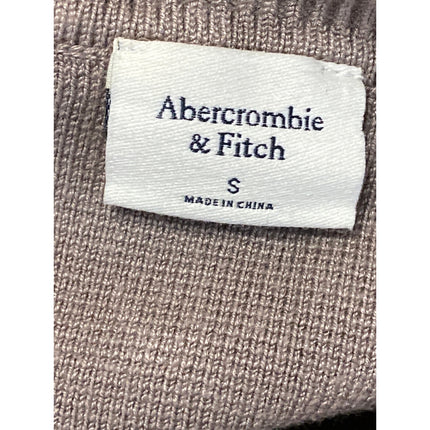 Abercrombie
& Fitch
S
MADE IN CHINA